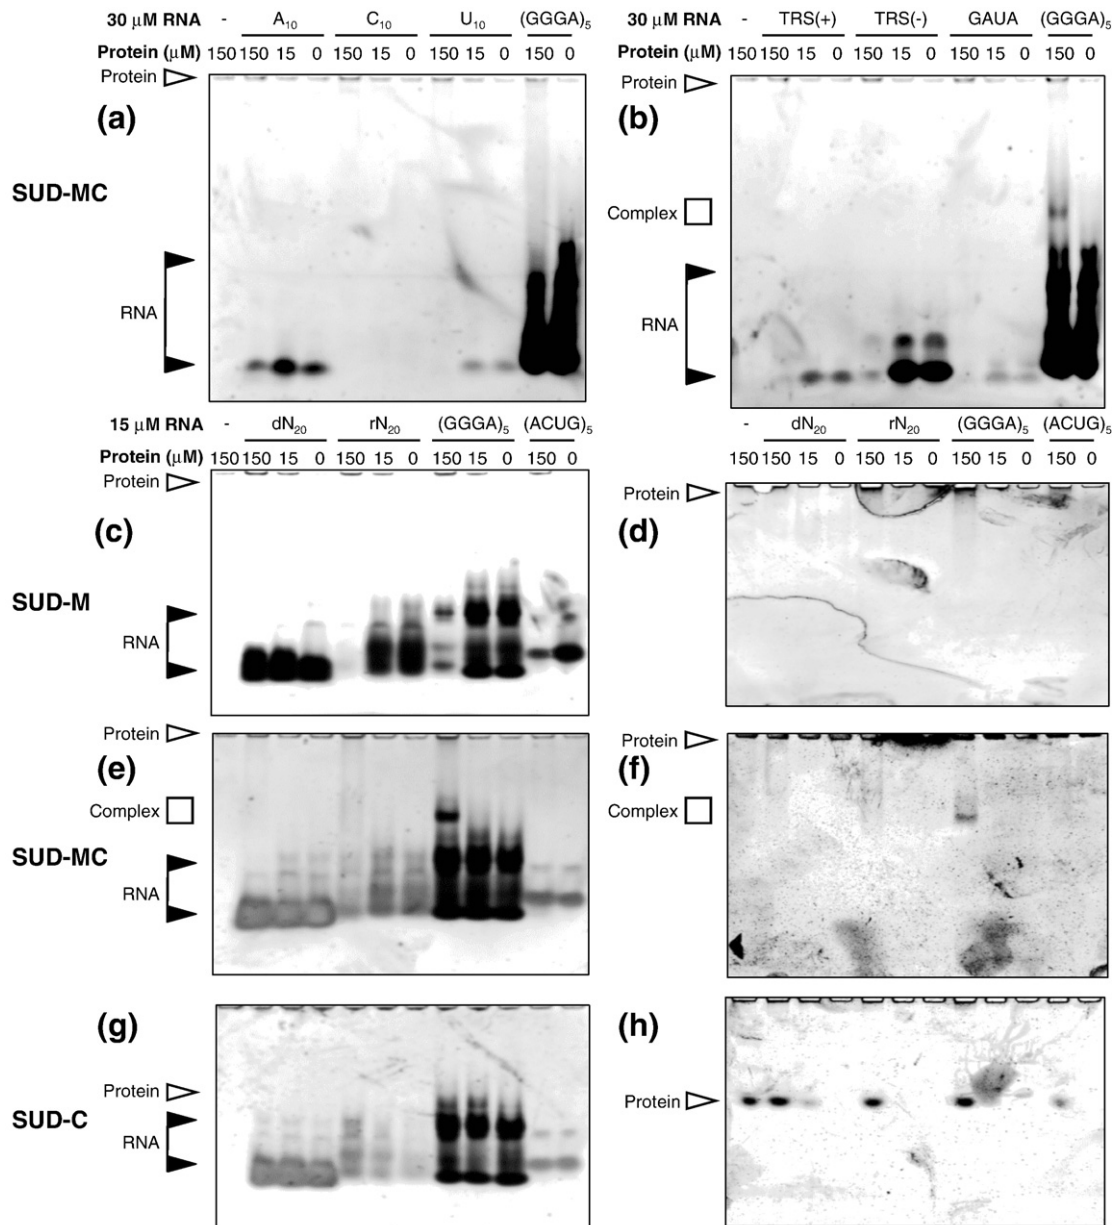 30 μM RNA - A₁₀ C₁₀ U₁₀ (GGGA)₅
Protein (μM) 150 150 15 0 150 15 0 150 15 0 150 0
Protein
(a)
SUD-MC
RNA
30 μM RNA - TRS(+) TRS(-) GAUA (GGGA)₅
Protein (μM) 150 150 15 0 150 15 0 150 15 0 150 0
Protein
(b)
Complex
RNA
15 μM RNA - dN₂₀ rN₂₀ (GGGA)₅ (ACUG)₅
Protein (μM) 150 150 15 0 150 15 0 150 15 0 150 0
Protein
(c)
SUD-M
RNA
- dN₂₀ rN₂₀ (GGGA)₅ (ACUG)₅
150 150 15 0 150 15 0 150 15 0 150 0
Protein
(d)
Protein
(e)
Complex
SUD-MC
RNA
Protein
(f)
Complex
(g)
Protein
SUD-C
RNA
(h)
Protein